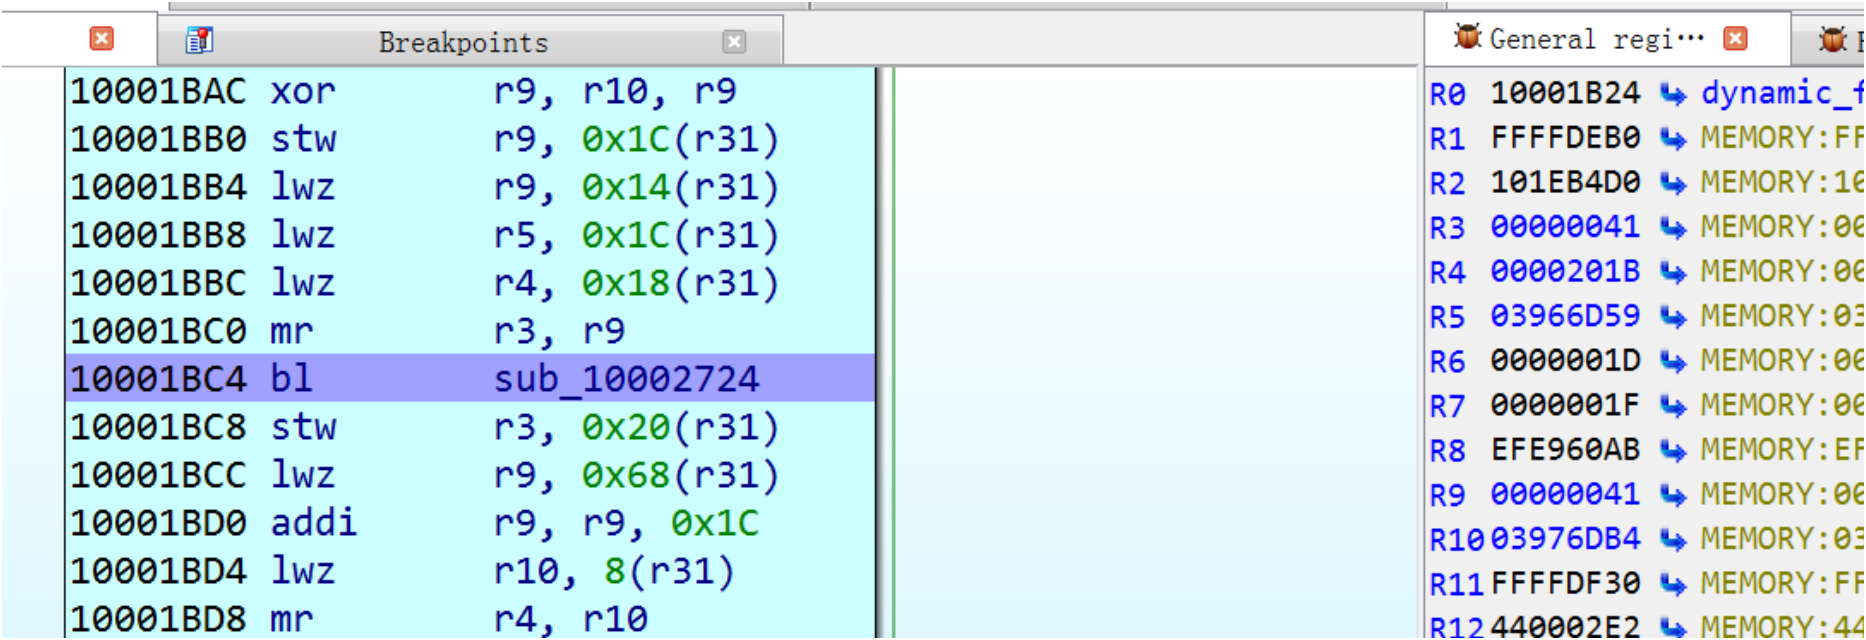 Breakpoints
10001BAC xor r9, r10, r9
10001BB0 stw r9, 0x1C(r31)
10001BB4 lwz r9, 0x14(r31)
10001BB8 lwz r5, 0x1C(r31)
10001BBC lwz r4, 0x18(r31)
10001BC0 mr r3, r9
10001BC4 bl sub_10002724
10001BC8 stw r3, 0x20(r31)
10001BCC lwz r9, 0x68(r31)
10001BD0 addi r9, r9, 0x1C
10001BD4 lwz r10, 8(r31)
10001BD8 mr r4, r10
General regi…
R0 10001B24 dynamic_f
R1 FFFFDEB0 MEMORY:FF
R2 101EB4D0 MEMORY:10
R3 00000041 MEMORY:00
R4 0000201B MEMORY:00
R5 03966D59 MEMORY:03
R6 0000001D MEMORY:00
R7 0000001F MEMORY:00
R8 EFE960AB MEMORY:EF
R9 00000041 MEMORY:00
R10 03976DB4 MEMORY:03
R11 FFFFDF30 MEMORY:FF
R12 440002E2 MEMORY:44